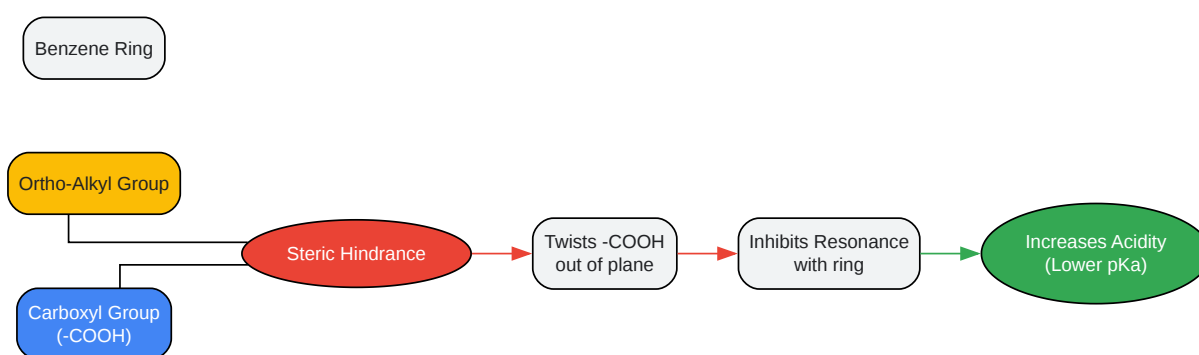 Benzene Ring
Ortho-Alkyl Group
Carboxyl Group
(-COOH)
Steric Hindrance
Twists -COOH
out of plane
Inhibits Resonance
with ring
Increases Acidity
(Lower pKa)